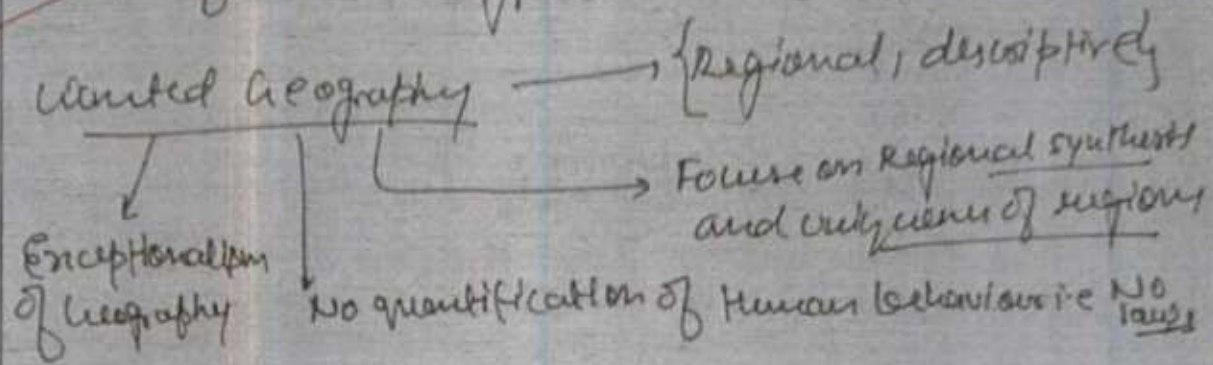 wanted Geography → {Regional, descriptive}
→ Focus on Regional synthesis
and uniqueness of regions
Exceptionalism
of Geography
No quantification of Human behaviour i.e No
laws